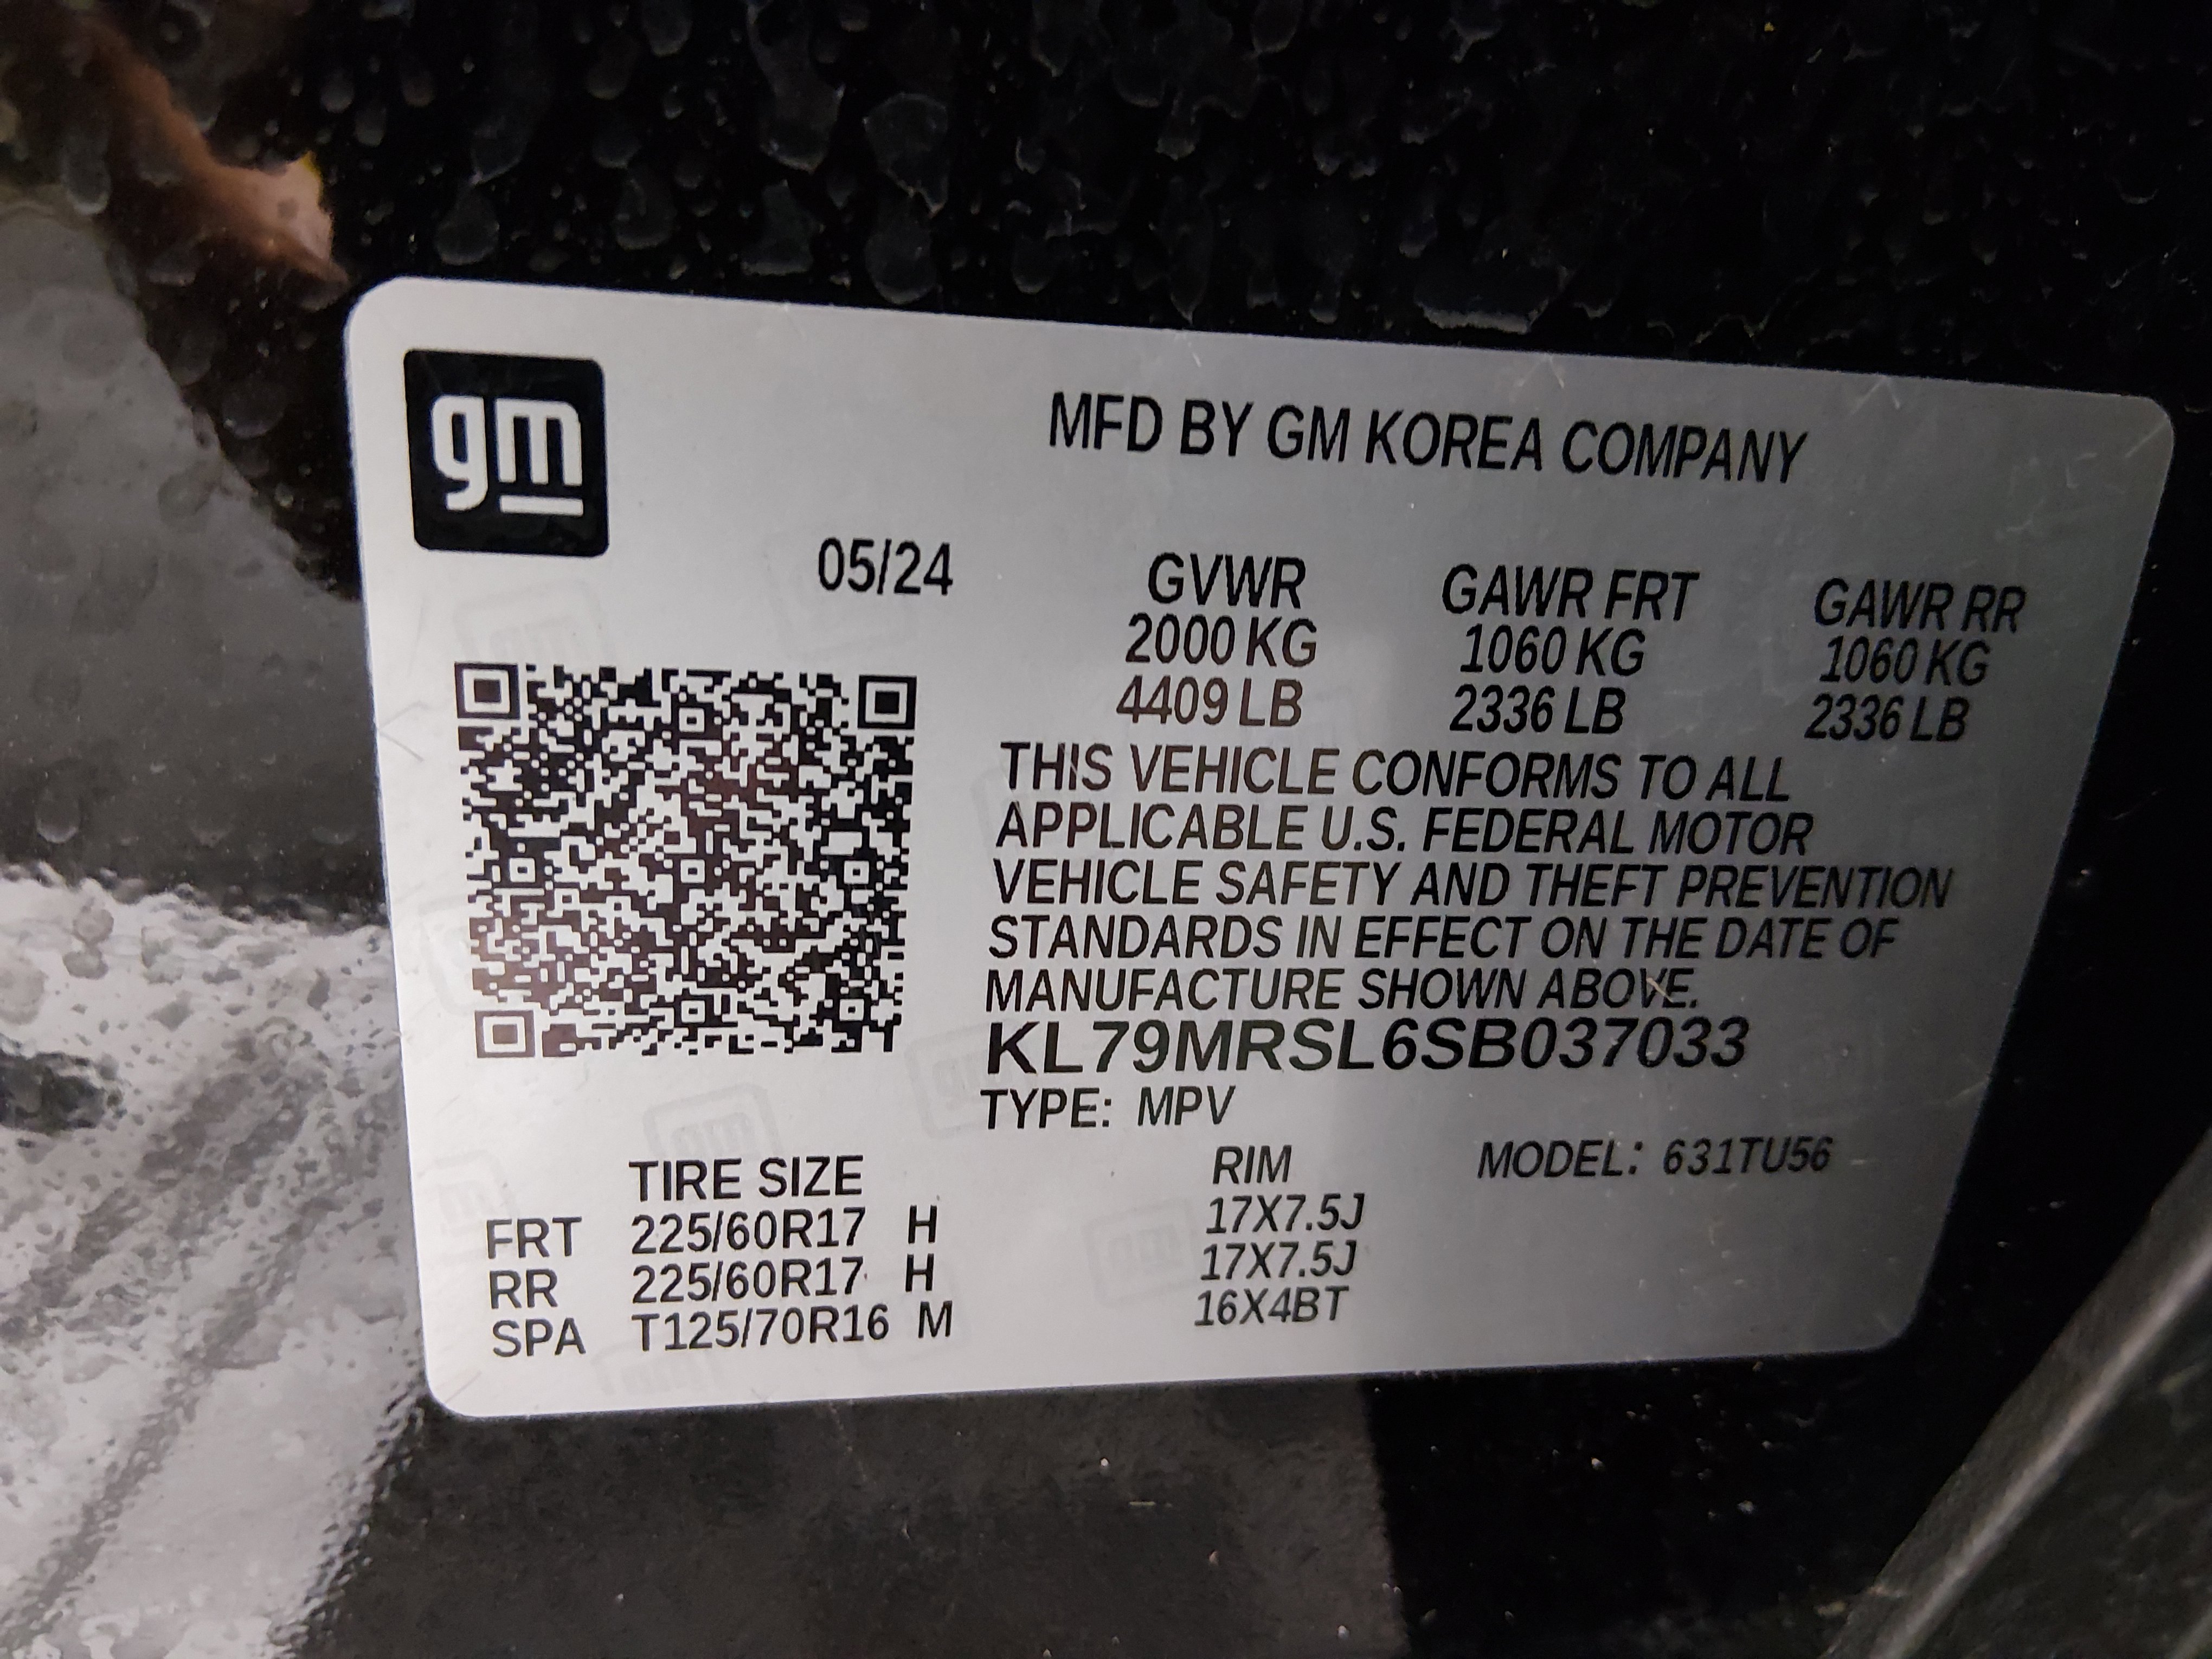 gm
MFD BY GM KOREA COMPANY
05/24
GVWR GAWR FRT GAWR RR
2000 KG 1060 KG 1060 KG
4409 LB 2336 LB 2336 LB
THIS VEHICLE CONFORMS TO ALL
APPLICABLE U.S. FEDERAL MOTOR
VEHICLE SAFETY AND THEFT PREVENTION
STANDARDS IN EFFECT ON THE DATE OF
MANUFACTURE SHOWN ABOVE.
KL79MRSL6SB037033
TYPE: MPV
TIRE SIZE RIM MODEL: 631TU56
FRT 225/60R17 H 17X7.5J
RR 225/60R17 H 17X7.5J
SPA T125/70R16 M 16X4BT